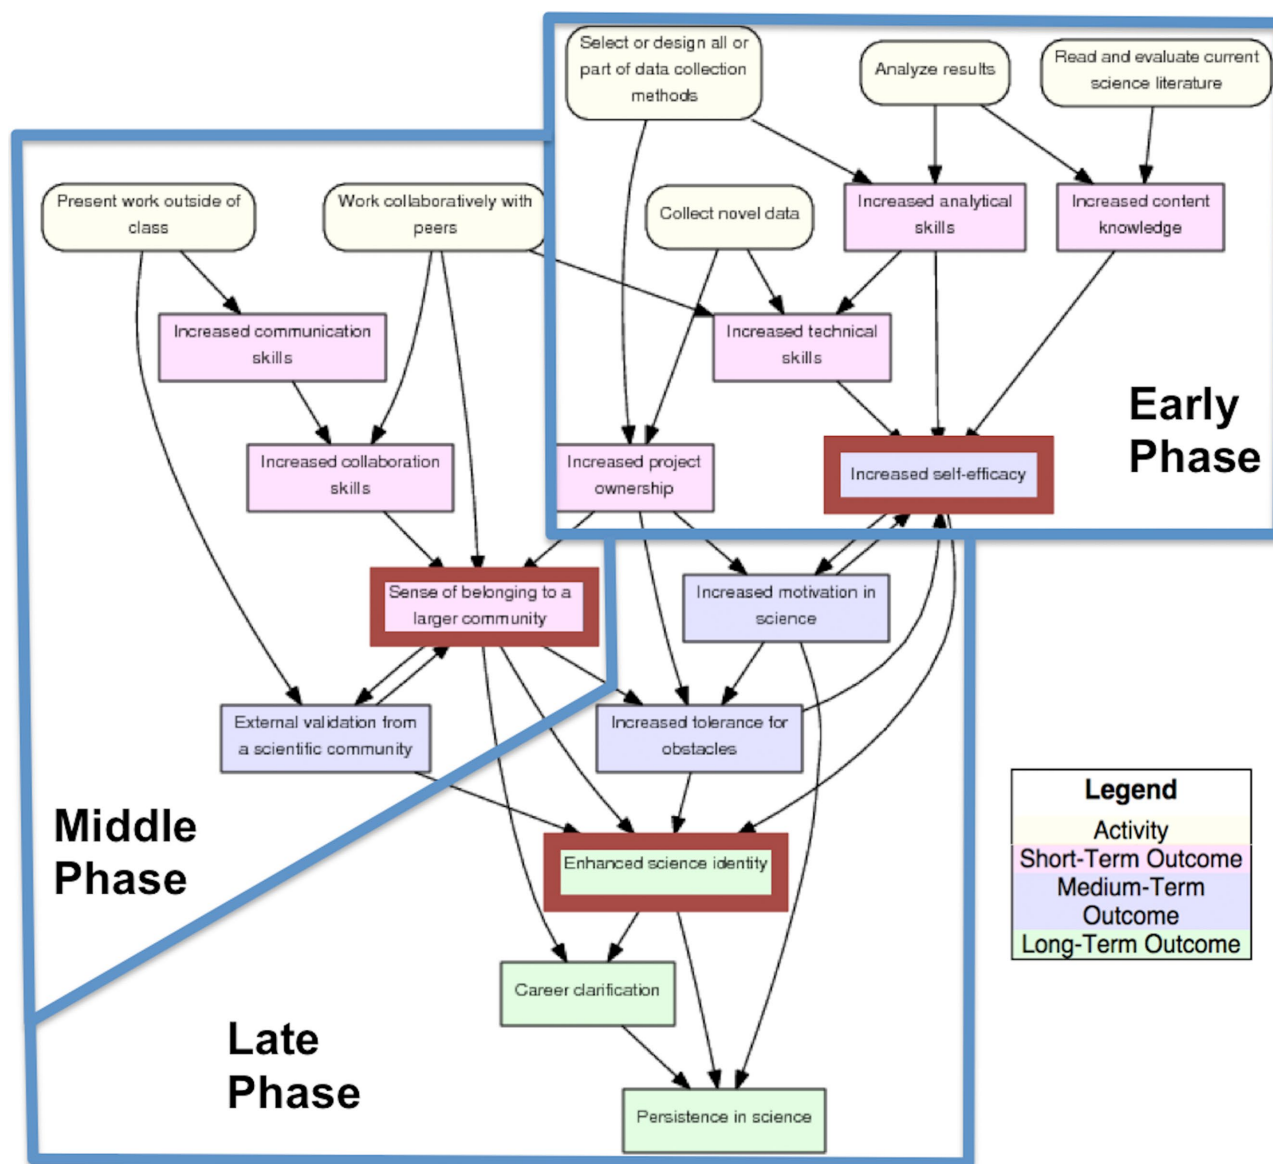 Select or design all or
part of data collection
methods
Analyze results
Read and evaluate current
science literature
Present work outside of
class
Work collaboratively with
peers
Collect novel data
Increased analytical
skills
Increased content
knowledge
Increased communication
skills
Increased technical
skills
Early
Phase
Increased collaboration
skills
Increased project
ownership
Increased self-efficacy
Sense of belonging to a
larger community
Increased motivation in
science
External validation from
a scientific community
Increased tolerance for
obstacles
Middle
Phase
Enhanced science identity
Legend
Activity
Short-Term Outcome
Medium-Term
Outcome
Long-Term Outcome
Career clarification
Late
Phase
Persistence in science